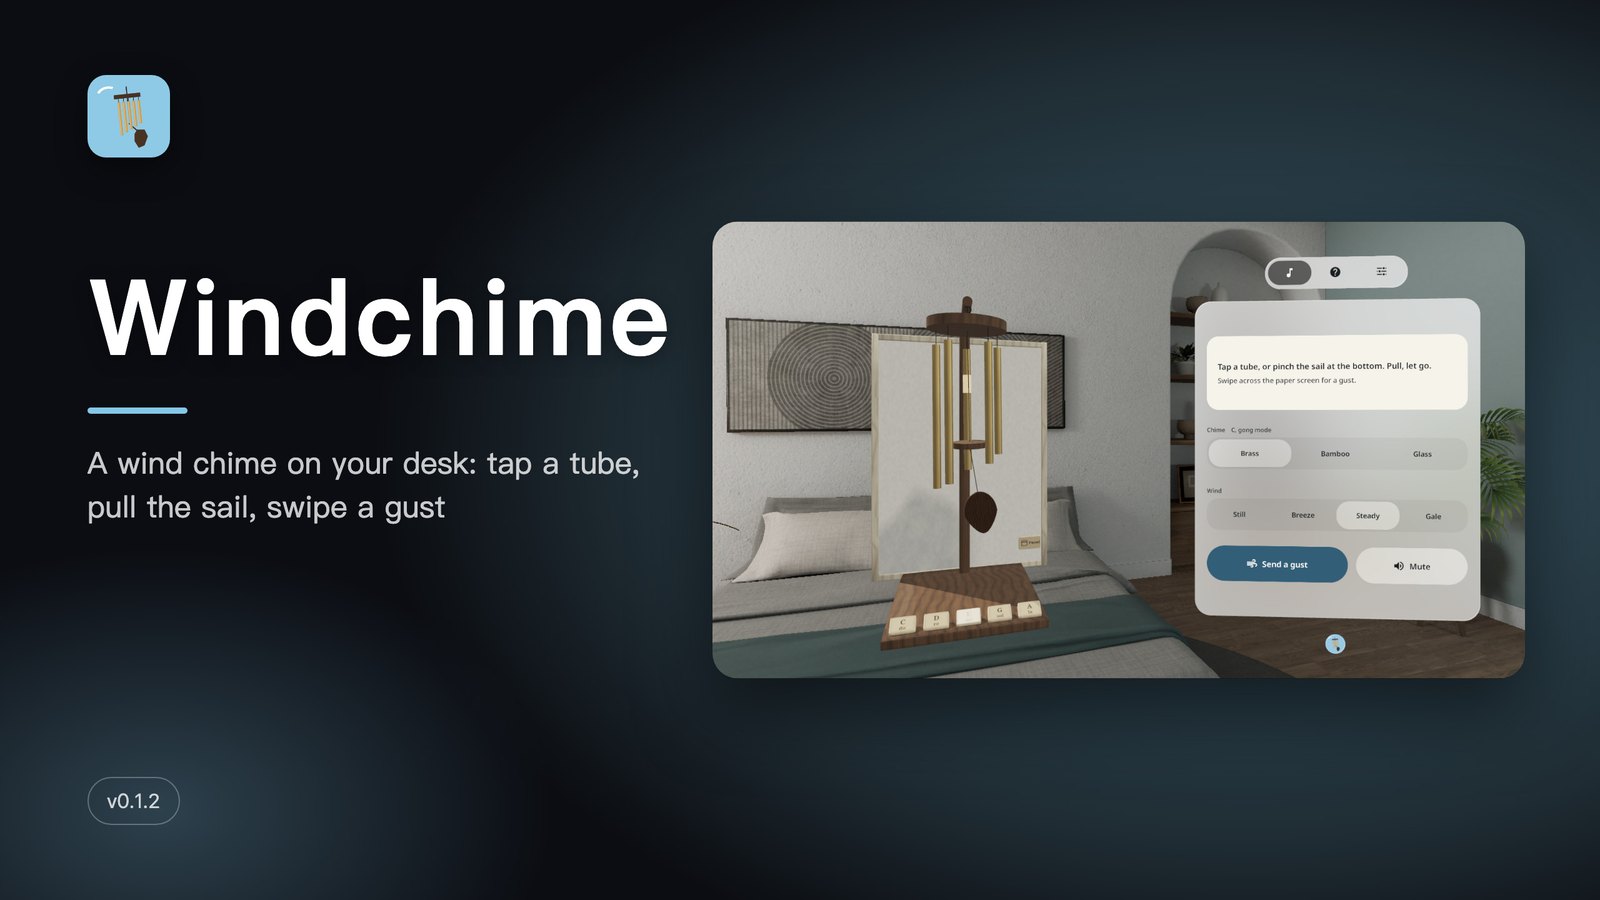 Windchime
A wind chime on your desk: tap a tube,
pull the sail, swipe a gust
v0.1.2
Tap a tube, or pinch the sail at the bottom. Pull, let go.
Swipe across the paper screen for a gust.
Chime C, gong mode
Brass Bamboo Glass
Wind
Still Breeze Steady Gale
Send a gust Mute
C D G A